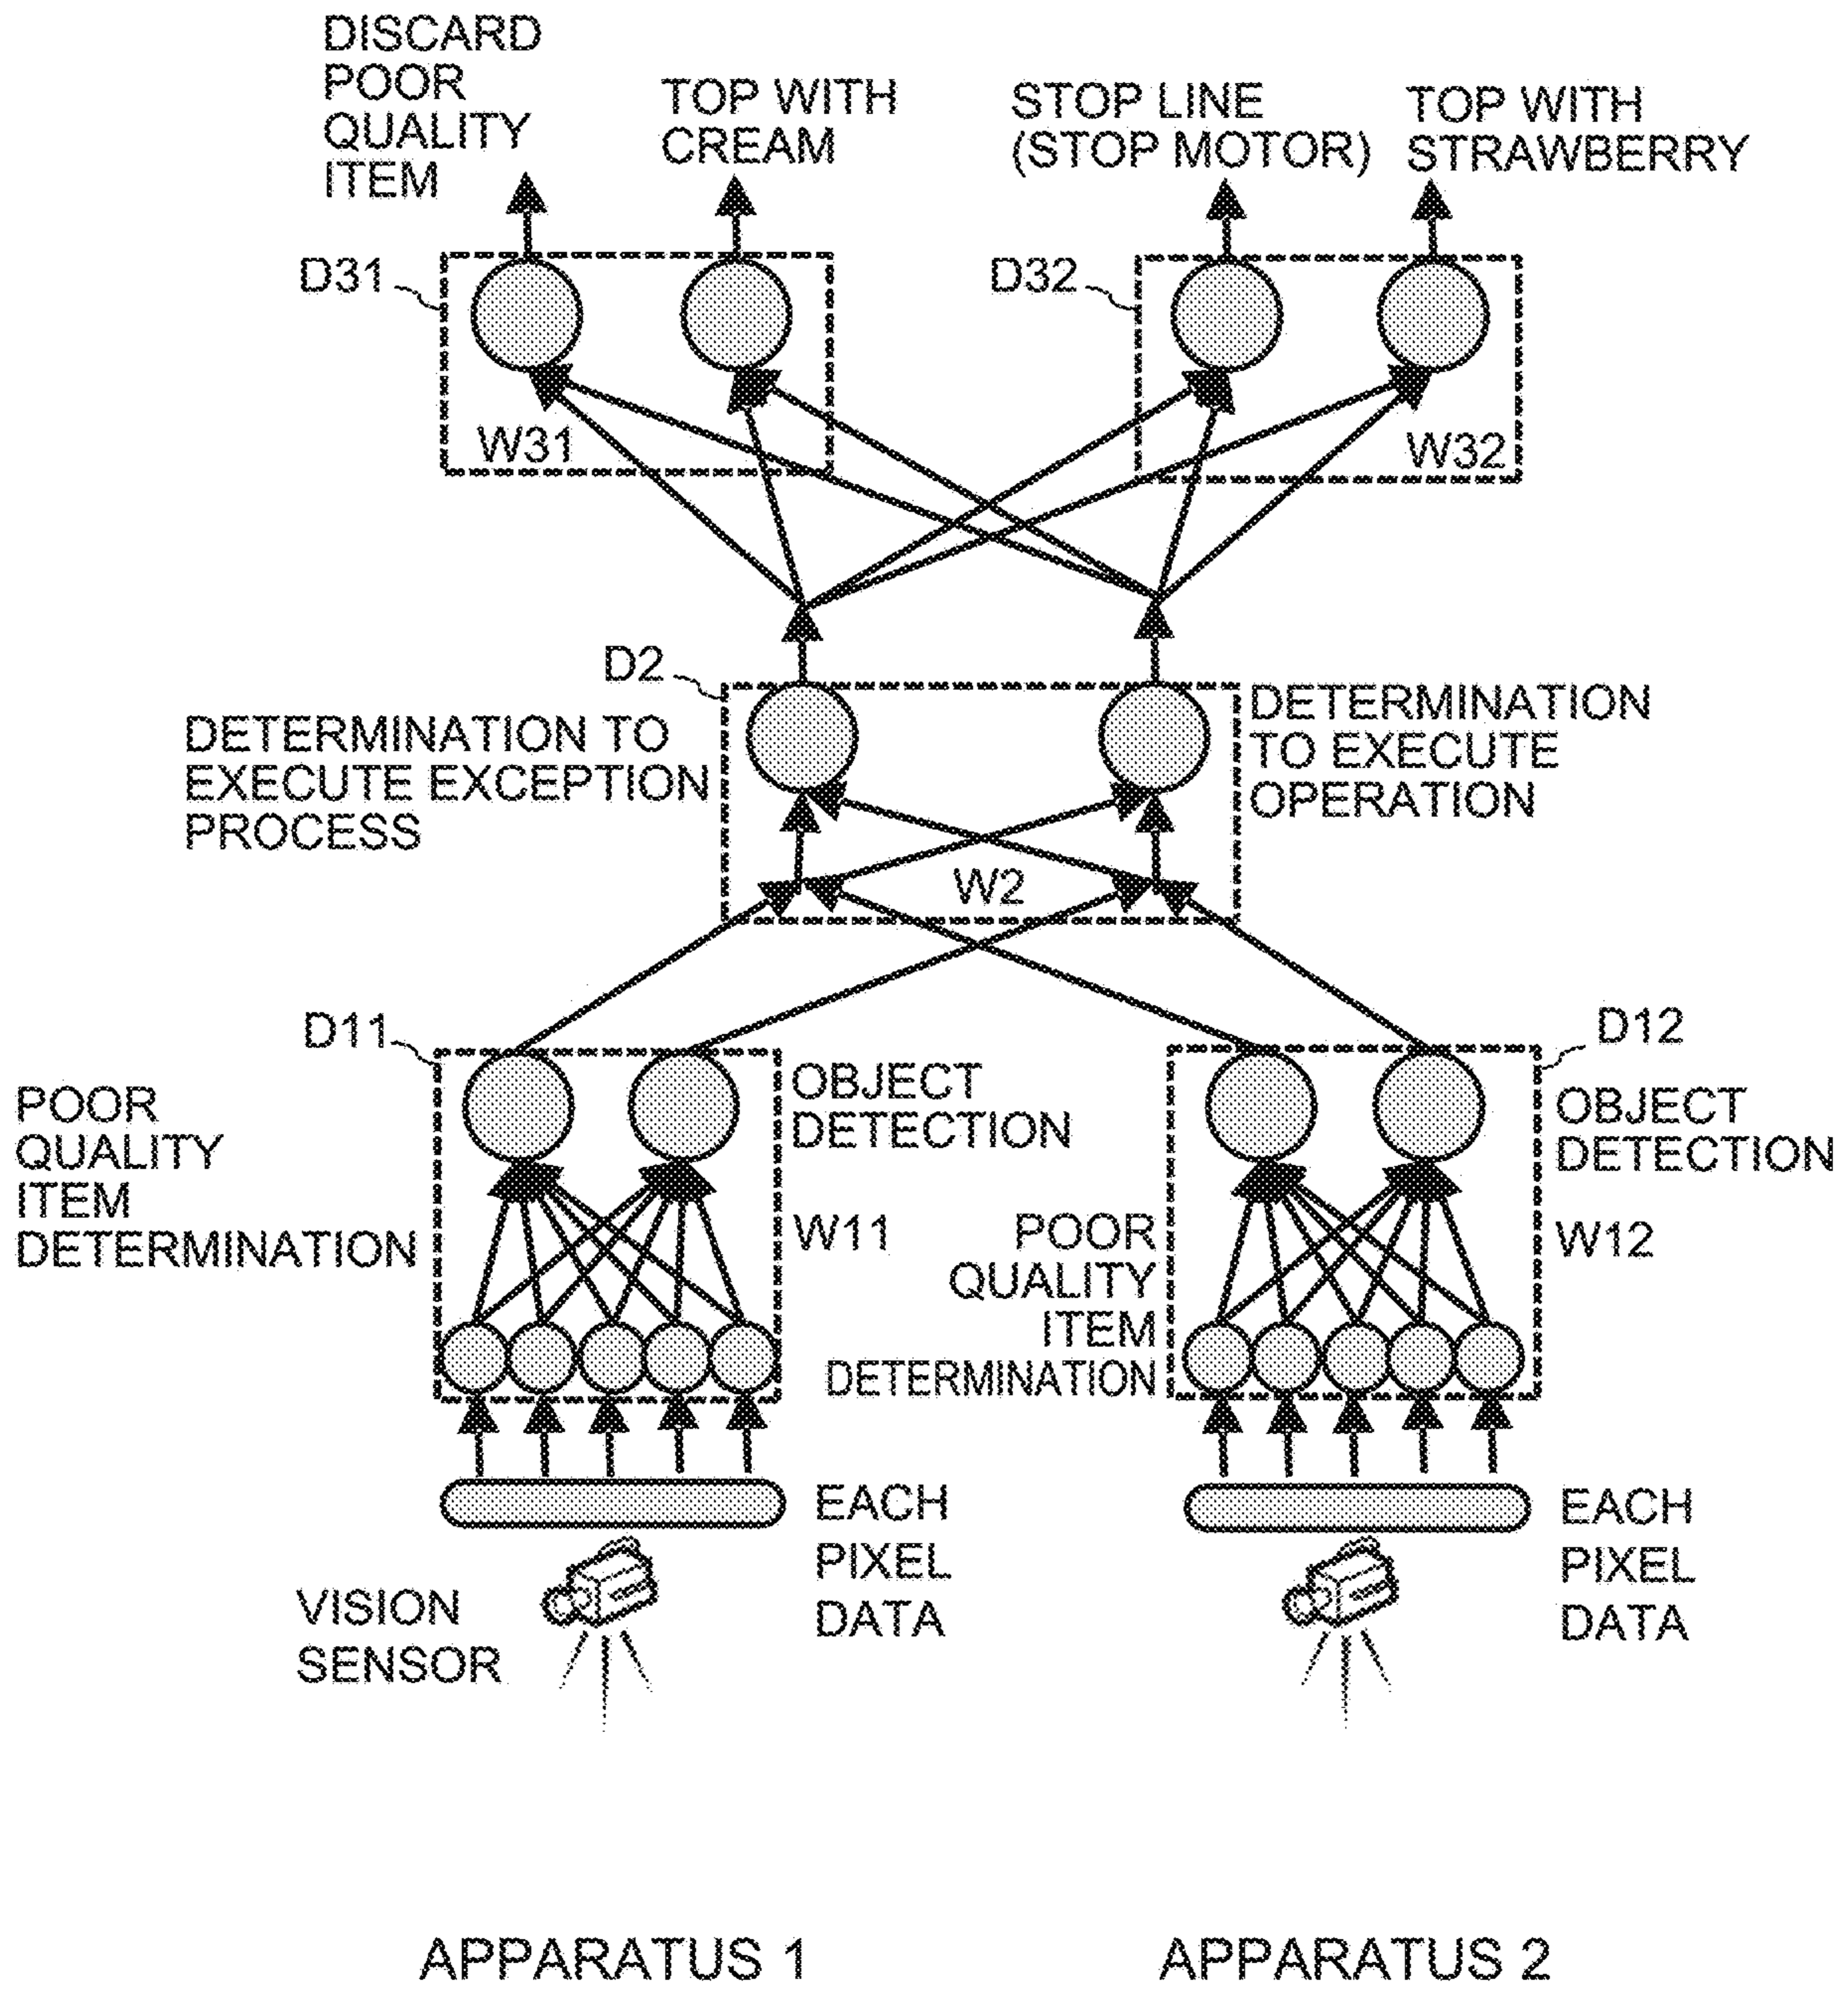 DISCARD
POOR
QUALITY
ITEM
TOP WITH
CREAM
STOP LINE
(STOP MOTOR)
TOP WITH
STRAWBERRY
D31
D32
W31
W32
D2
DETERMINATION TO
EXECUTE EXCEPTION
PROCESS
DETERMINATION
TO EXECUTE
OPERATION
W2
D11
D12
POOR
QUALITY
ITEM
DETERMINATION
OBJECT
DETECTION
W11
POOR
QUALITY
ITEM
DETERMINATION
OBJECT
DETECTION
W12
EACH
PIXEL
DATA
EACH
PIXEL
DATA
VISION
SENSOR
APPARATUS 1
APPARATUS 2